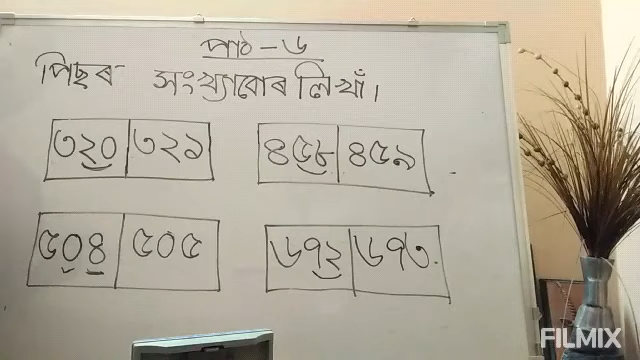 পাঠ - ৬
পিছৰ সংখ্যাবোৰ লিখাঁ।
৩২০ ৩২১ ৪৫৮ ৪৫৯
৫০৪ ৫০৫ ৬৭২ ৬৭৩
FILMIX